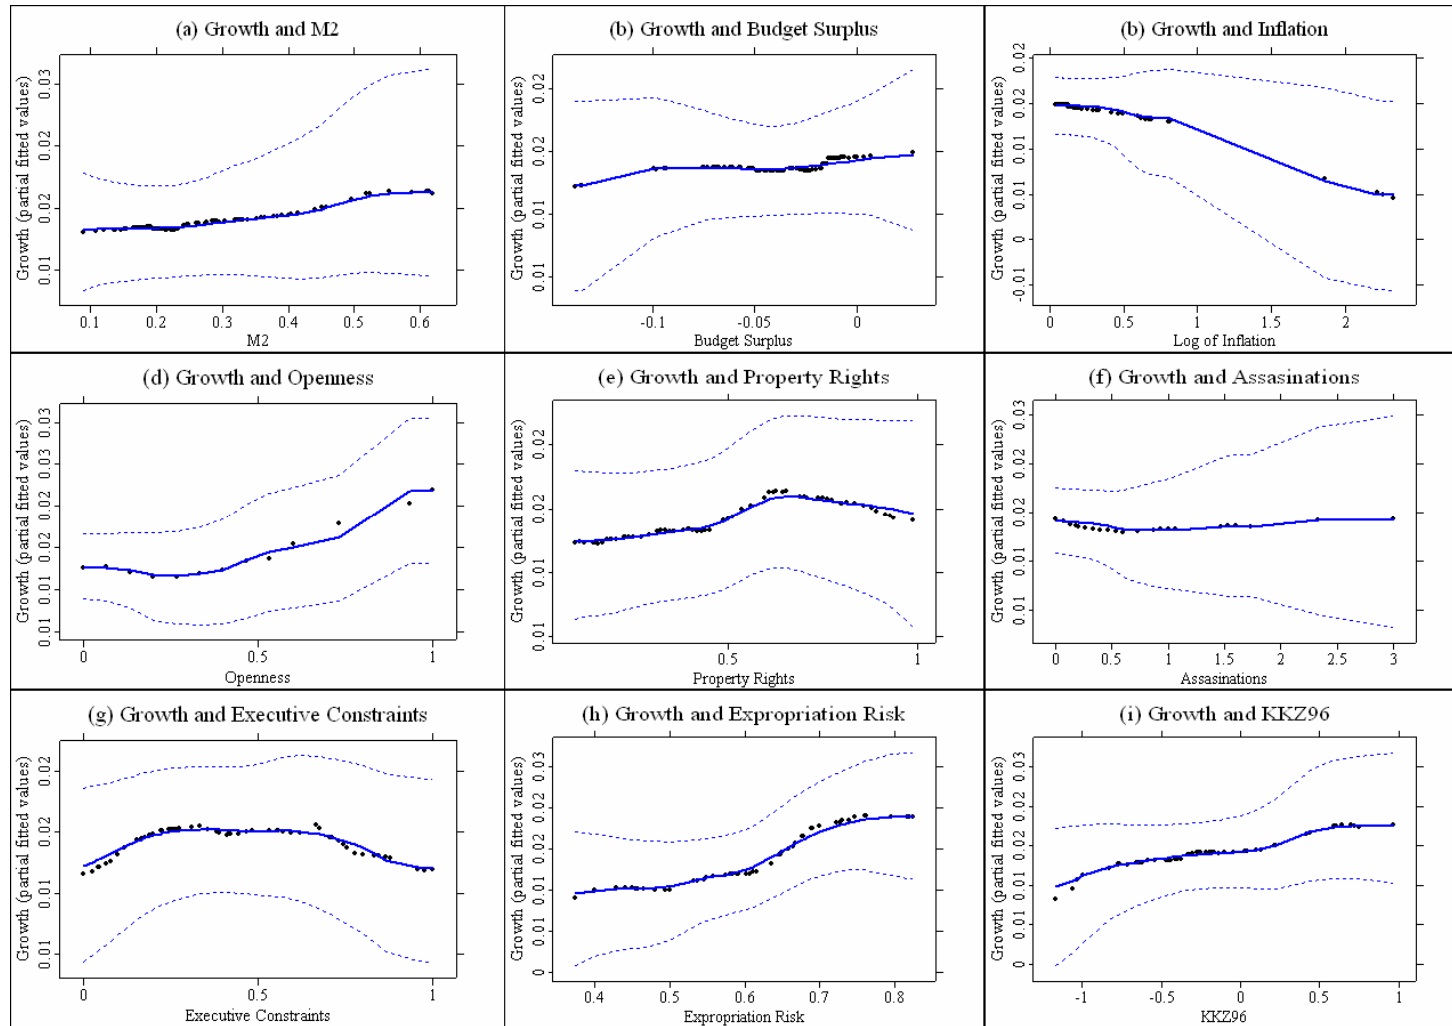 (a) Growth and M2
Growth (partial fitted values)
0.03
0.02
0.02
0.01
0.1 0.2 0.3 0.4 0.5 0.6
M2
(b) Growth and Budget Surplus
Growth (partial fitted values)
0.02
0.02
0.01
0.01
-0.1 -0.05 0
Budget Surplus
(b) Growth and Inflation
Growth (partial fitted values)
0.02
0.02
0.01
0.01
0
-0.01
0 0.5 1 1.5 2
Log of Inflation
(d) Growth and Openness
Growth (partial fitted values)
0.03
0.03
0.02
0.02
0.01
0.01
0 0.5 1
Openness
(e) Growth and Property Rights
Growth (partial fitted values)
0.02
0.02
0.01
0.01
0.5 1
Property Rights
(f) Growth and Assasinations
Growth (partial fitted values)
0.03
0.02
0.02
0.01
0.01
0 0.5 1 1.5 2 2.5 3
Assasinations
(g) Growth and Executive Constraints
Growth (partial fitted values)
0.02
0.02
0.01
0.01
0 0.5 1
Executive Constraints
(h) Growth and Expropriation Risk
Growth (partial fitted values)
0.03
0.02
0.02
0.01
0.01
0
0.4 0.5 0.6 0.7 0.8
Expropriation Risk
(i) Growth and KKZ96
Growth (partial fitted values)
0.03
0.02
0.02
0.01
0.01
0
-1 -0.5 0 0.5 1
KKZ96